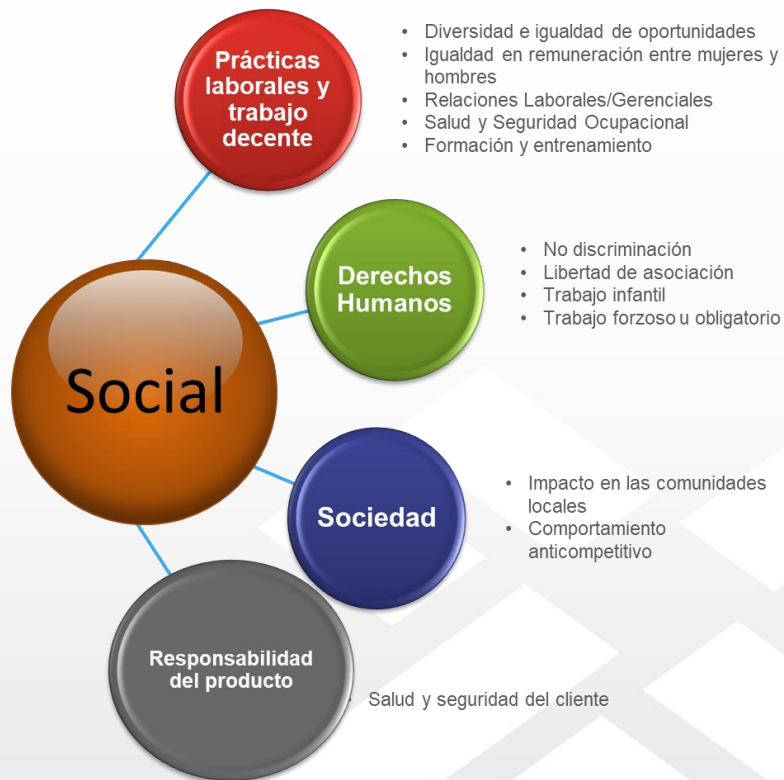 Prácticas
laborales y
trabajo
decente
• Diversidad e igualdad de oportunidades
• Igualdad en remuneración entre mujeres y
hombres
• Relaciones Laborales/Gerenciales
• Salud y Seguridad Ocupacional
• Formación y entrenamiento
Derechos
Humanos
• No discriminación
• Libertad de asociación
• Trabajo infantil
• Trabajo forzoso u obligatorio
Social
Sociedad
• Impacto en las comunidades
locales
• Comportamiento
anticompetitivo
Responsabilidad
del producto
• Salud y seguridad del cliente